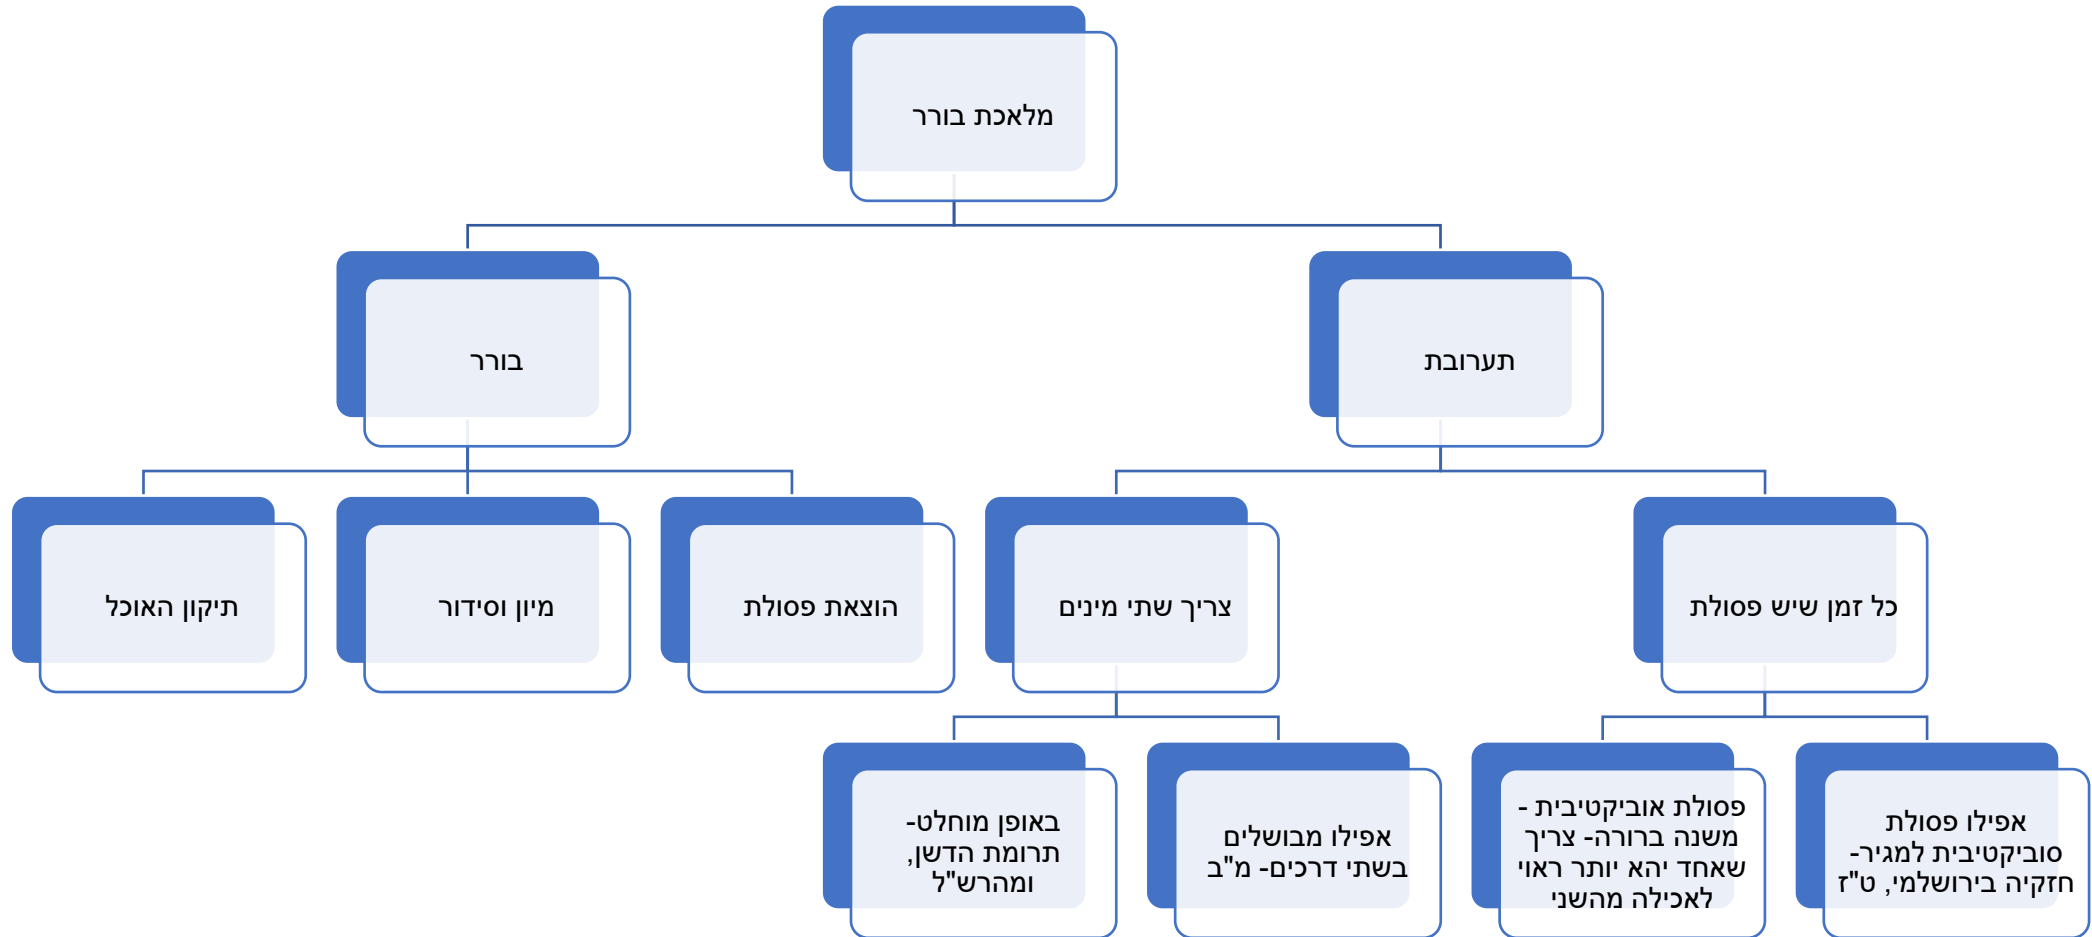 מלאכת בורר
תערובת
בורר
כל זמן שיש פסולת
צריך שתי מינים
הוצאת פסולת
מיון וסידור
תיקון האוכל
אפילו פסולת
סוביקטיבית למגיר-
חזקיה בירושלמי, ט"ז
פסולת אוביקטיבית -
משנה ברורה- צריך
שאחד יהא יותר ראוי
לאכילה מהשני
אפילו מבושלים
בשתי דרכים- מ"ב
באופן מוחלט-
תרומת הדשן,
ומהרש"ל